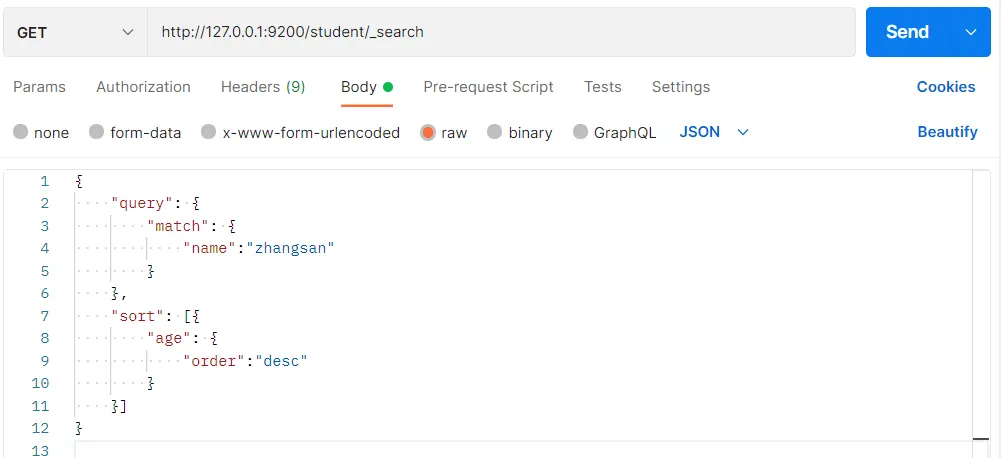 GET http://127.0.0.1:9200/student/_search Send
Params Authorization Headers (9) Body Pre-request Script Tests Settings Cookies
none form-data x-www-form-urlencoded raw binary GraphQL JSON Beautify
1 {
2 "query": {
3 "match": {
4 "name":"zhangsan"
5 }
6 },
7 "sort": [{
8 "age": {
9 "order":"desc"
10 }
11 }]
12 }
13